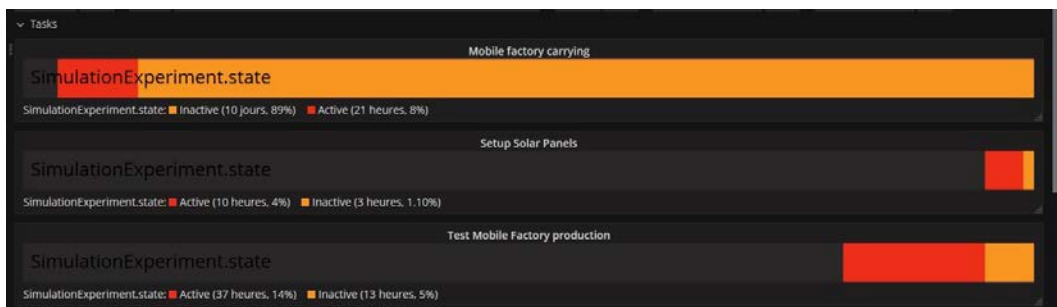 Tasks
Mobile factory carrying
SimulationExperiment.state
SimulationExperiment.state: Inactive (10 jours, 89%) Active (21 heures, 8%)
Setup Solar Panels
SimulationExperiment.state
SimulationExperiment.state: Active (10 heures, 4%) Inactive (3 heures, 1.10%)
Test Mobile Factory production
SimulationExperiment.state
SimulationExperiment.state: Active (37 heures, 14%) Inactive (13 heures, 5%)